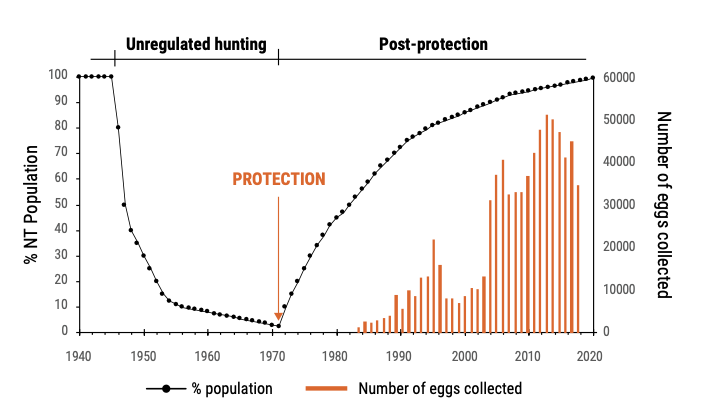 Unregulated hunting
Post-protection
% NT Population
100
90
80
70
60
50
40
30
20
10
0
PROTECTION
60000
50000
40000
30000
20000
10000
0
Number of eggs collected
1940 1950 1960 1970 1980 1990 2000 2010 2020
% population
Number of eggs collected